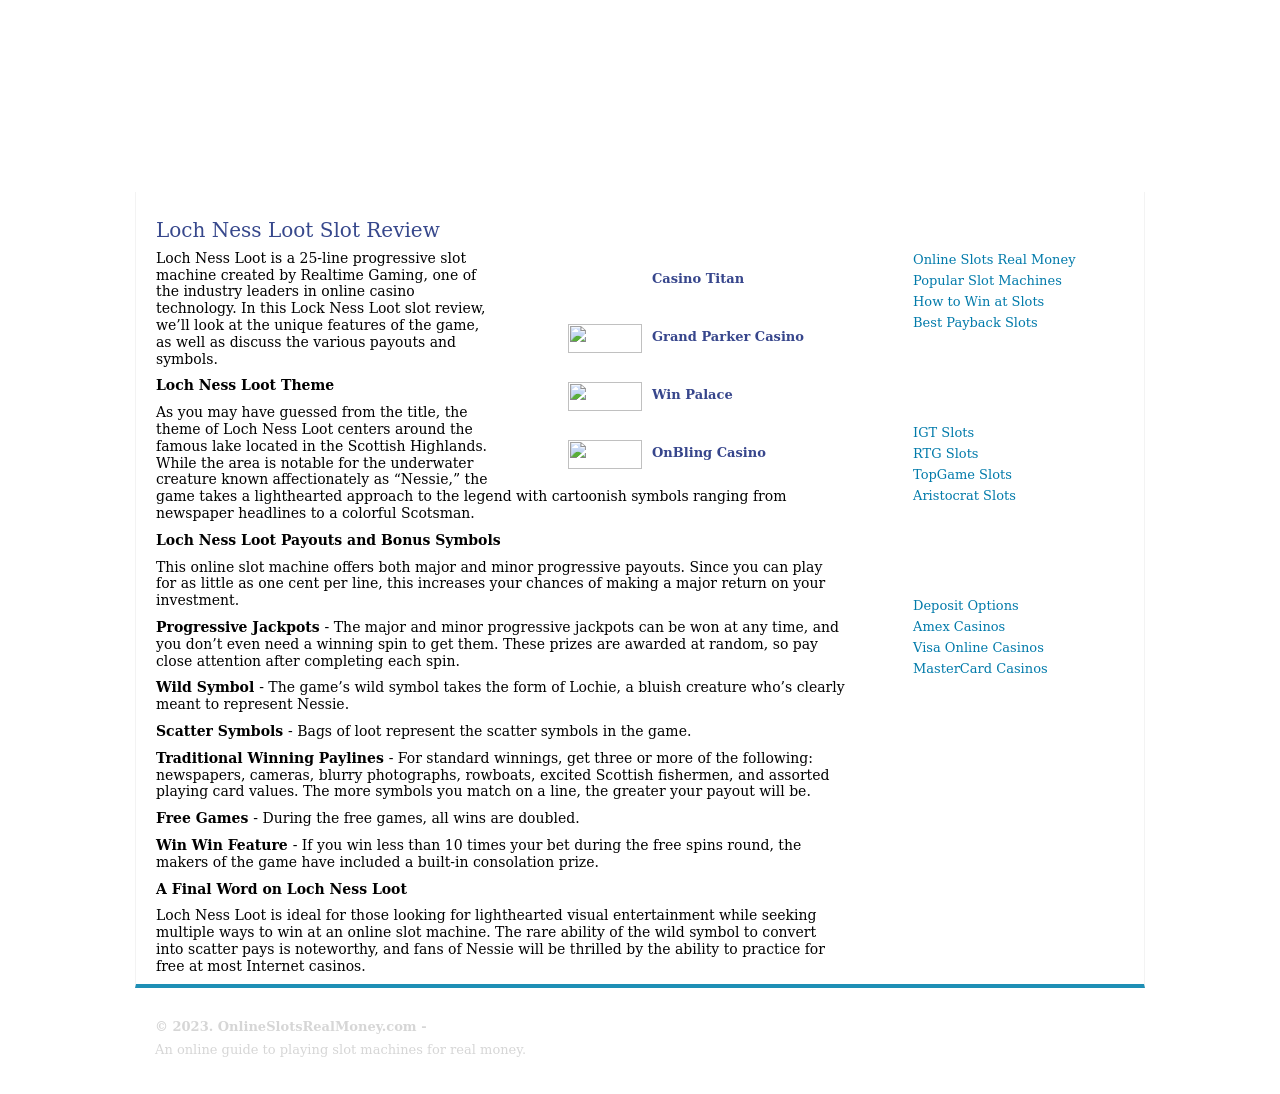 Loch Ness Loot Slot Review
Loch Ness Loot is a 25-line progressive slot
machine created by Realtime Gaming, one of
the industry leaders in online casino
technology. In this Lock Ness Loot slot review,
we’ll look at the unique features of the game,
as well as discuss the various payouts and
symbols.
Loch Ness Loot Theme
As you may have guessed from the title, the
theme of Loch Ness Loot centers around the
famous lake located in the Scottish Highlands.
While the area is notable for the underwater
creature known affectionately as “Nessie,” the
game takes a lighthearted approach to the legend with cartoonish symbols ranging from
newspaper headlines to a colorful Scotsman.
Loch Ness Loot Payouts and Bonus Symbols
This online slot machine offers both major and minor progressive payouts. Since you can play
for as little as one cent per line, this increases your chances of making a major return on your
investment.
Progressive Jackpots - The major and minor progressive jackpots can be won at any time, and
you don’t even need a winning spin to get them. These prizes are awarded at random, so pay
close attention after completing each spin.
Wild Symbol - The game’s wild symbol takes the form of Lochie, a bluish creature who’s clearly
meant to represent Nessie.
Scatter Symbols - Bags of loot represent the scatter symbols in the game.
Traditional Winning Paylines - For standard winnings, get three or more of the following:
newspapers, cameras, blurry photographs, rowboats, excited Scottish fishermen, and assorted
playing card values. The more symbols you match on a line, the greater your payout will be.
Free Games - During the free games, all wins are doubled.
Win Win Feature - If you win less than 10 times your bet during the free spins round, the
makers of the game have included a built-in consolation prize.
A Final Word on Loch Ness Loot
Loch Ness Loot is ideal for those looking for lighthearted visual entertainment while seeking
multiple ways to win at an online slot machine. The rare ability of the wild symbol to convert
into scatter pays is noteworthy, and fans of Nessie will be thrilled by the ability to practice for
free at most Internet casinos.
Casino Titan
Grand Parker Casino
Win Palace
OnBling Casino
Online Slots Real Money
Popular Slot Machines
How to Win at Slots
Best Payback Slots
IGT Slots
RTG Slots
TopGame Slots
Aristocrat Slots
Deposit Options
Amex Casinos
Visa Online Casinos
MasterCard Casinos
© 2023. OnlineSlotsRealMoney.com -
An online guide to playing slot machines for real money.